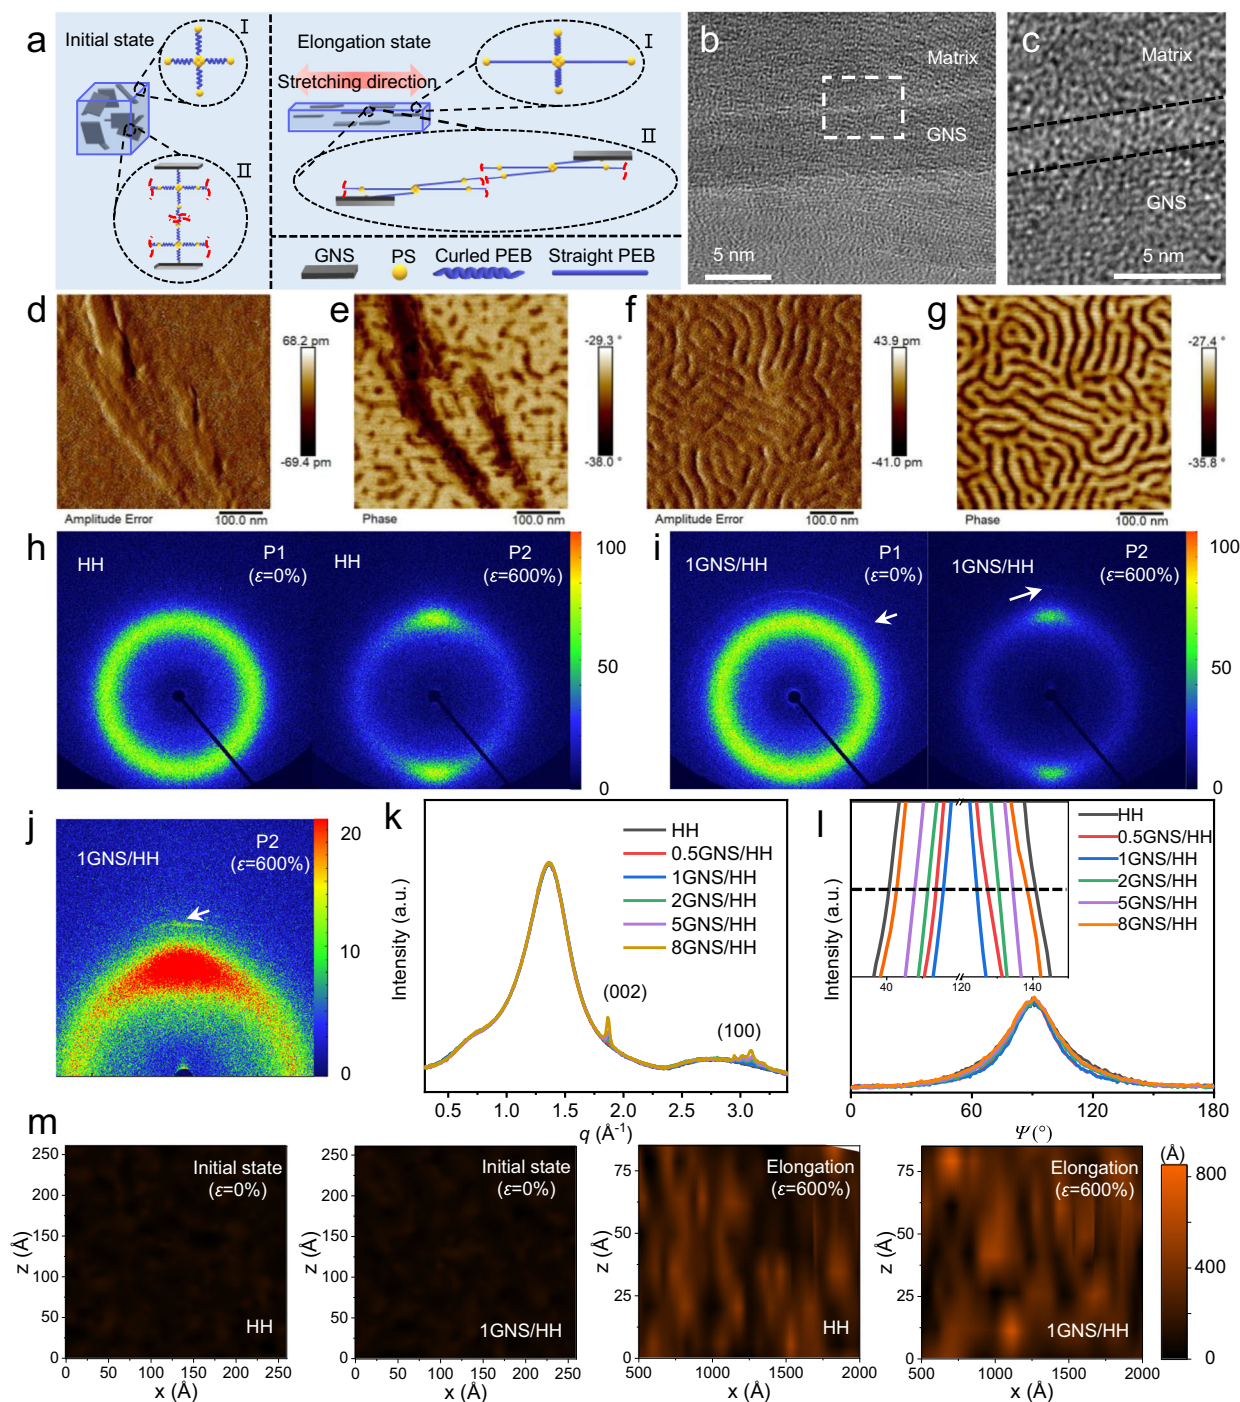 a
Initial state
I
II
Elongation state
Stretching direction
I
II
GNS
PS
Curled PEB
Straight PEB
b
Matrix
GNS
5 nm
c
Matrix
GNS
5 nm
d
68.2 pm
-69.4 pm
Amplitude Error
100.0 nm
e
-29.3 °
-38.0 °
Phase
100.0 nm
f
43.9 pm
-41.0 pm
Amplitude Error
100.0 nm
g
-27.4 °
-35.8 °
Phase
100.0 nm
h
HH
P1
(ε=0%)
HH
P2
(ε=600%)
100
50
0
i
1GNS/HH
P1
(ε=0%)
1GNS/HH
P2
(ε=600%)
100
50
0
j
1GNS/HH
P2
(ε=600%)
20
10
0
k
Intensity (a.u.)
HH
0.5GNS/HH
1GNS/HH
2GNS/HH
5GNS/HH
8GNS/HH
(002)
(100)
0.5 1.0 1.5 2.0 2.5 3.0
q (Å-1)
l
Intensity (a.u.)
HH
0.5GNS/HH
1GNS/HH
2GNS/HH
5GNS/HH
8GNS/HH
40 120 140
0 60 120 180
Ψ(°)
m
Initial state
(ε=0%)
HH
z (Å)
250
200
150
100
50
0
0 50 100 150 200 250
x (Å)
Initial state
(ε=0%)
1GNS/HH
z (Å)
250
200
150
100
50
0
0 50 100 150 200 250
x (Å)
Elongation
(ε=600%)
HH
z (Å)
75
50
25
0
500 1000 1500 2000
x (Å)
Elongation
(ε=600%)
1GNS/HH
z (Å)
75
50
25
0
500 1000 1500 2000
x (Å)
(Å)
800
400
0